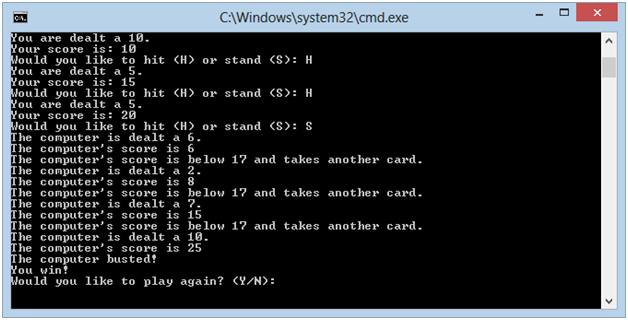 C:\Windows\system32\cmd.exe
You are dealt a 10.
Your score is: 10
Would you like to hit (H) or stand (S): H
You are dealt a 5.
Your score is: 15
Would you like to hit (H) or stand (S): H
You are dealt a 5.
Your score is: 20
Would you like to hit (H) or stand (S): S
The computer is dealt a 6.
The computer's score is 6
The computer's score is below 17 and takes another card.
The computer is dealt a 2.
The computer's score is 8
The computer's score is below 17 and takes another card.
The computer is dealt a 7.
The computer's score is 15
The computer's score is below 17 and takes another card.
The computer is dealt a 10.
The computer's score is 25
The computer busted!
You win!
Would you like to play again? (Y/N):